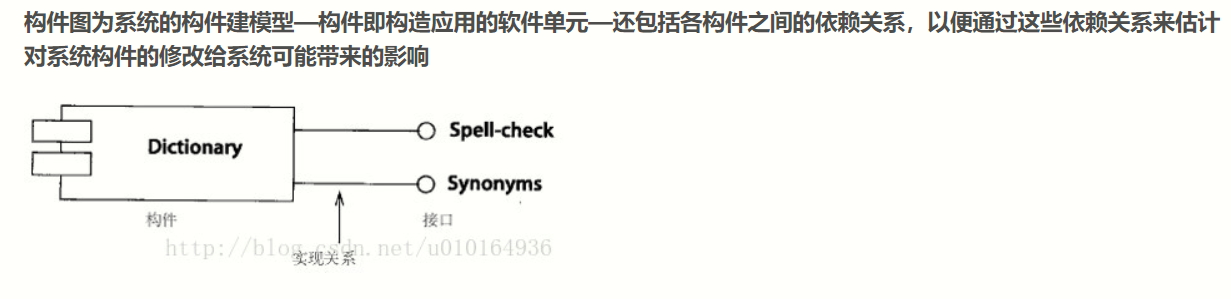 构件图为系统的构件建模型—构件即构造应用的软件单元—还包括各构件之间的依赖关系，以便通过这些依赖关系来估计
对系统构件的修改给系统可能带来的影响
Dictionary
Spell-check
Synonyms
构件
接口
http://blog.csdn.net/u010164936
实现关系